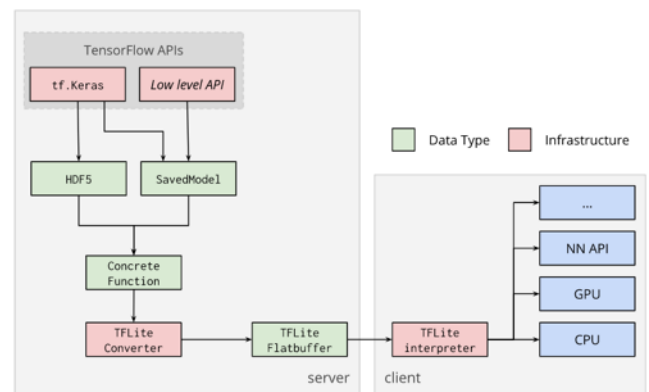 TensorFlow APIs
tf.Keras
Low level API
Data Type
Infrastructure
HDF5
SavedModel
...
NN API
Concrete
Function
GPU
TFLite
Converter
TFLite
Flatbuffer
TFLite
interpreter
CPU
server
client